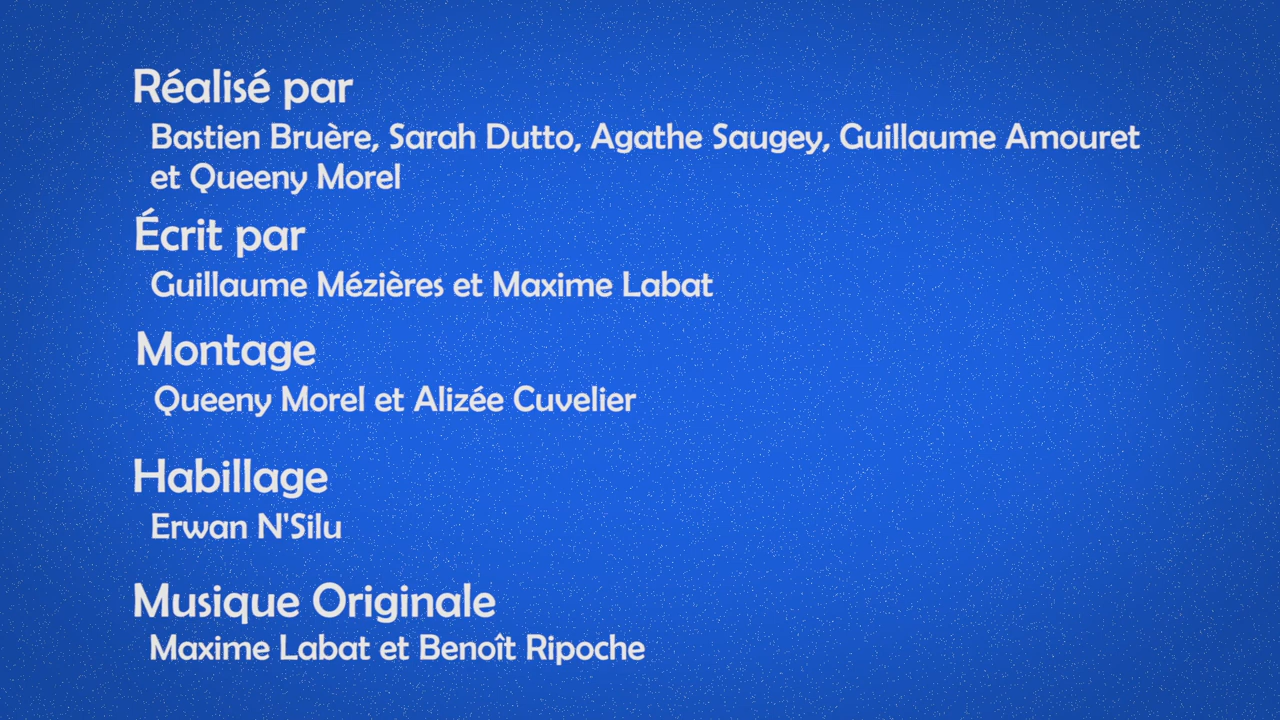 Réalisé par
Bastien Bruère, Sarah Dutto, Agathe Saugey, Guillaume Amouret
et Queeny Morel
Écrit par
Guillaume Mézières et Maxime Labat
Montage
Queeny Morel et Alizée Cuvelier
Habillage
Erwan N'Silu
Musique Originale
Maxime Labat et Benoît Ripoche